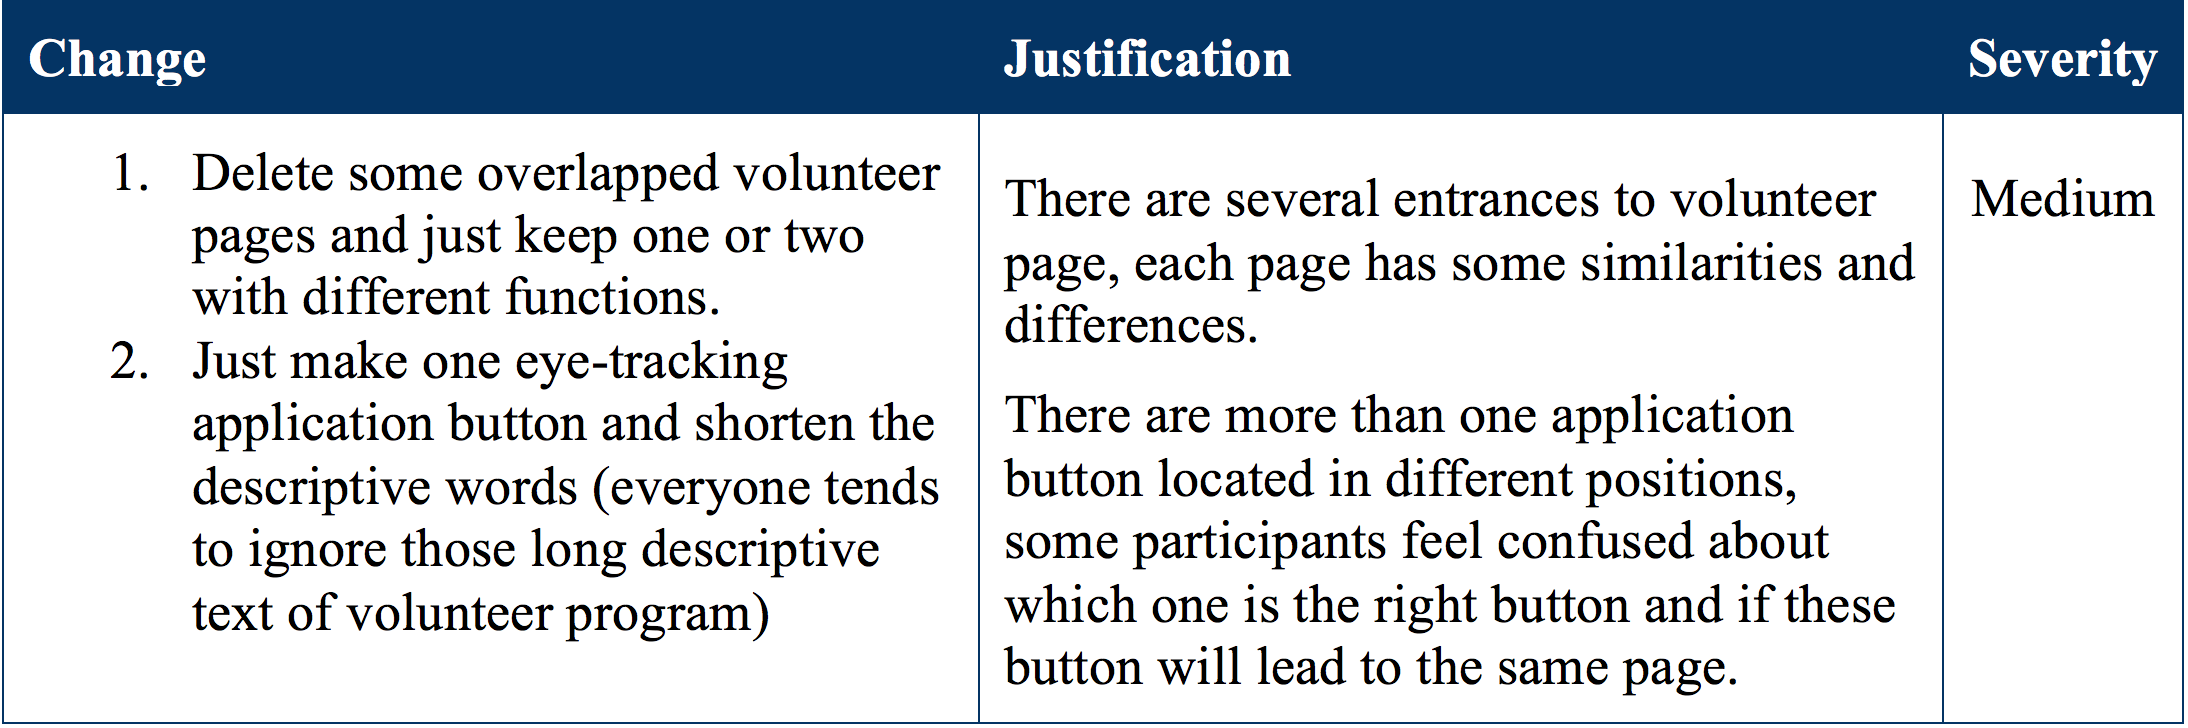 Change
Justification
Severity
1. Delete some overlapped volunteer
pages and just keep one or two
with different functions.
2. Just make one eye-tracking
application button and shorten the
descriptive words (everyone tends
to ignore those long descriptive
text of volunteer program)
There are several entrances to volunteer
page, each page has some similarities and
differences.
There are more than one application
button located in different positions,
some participants feel confused about
which one is the right button and if these
button will lead to the same page.
Medium